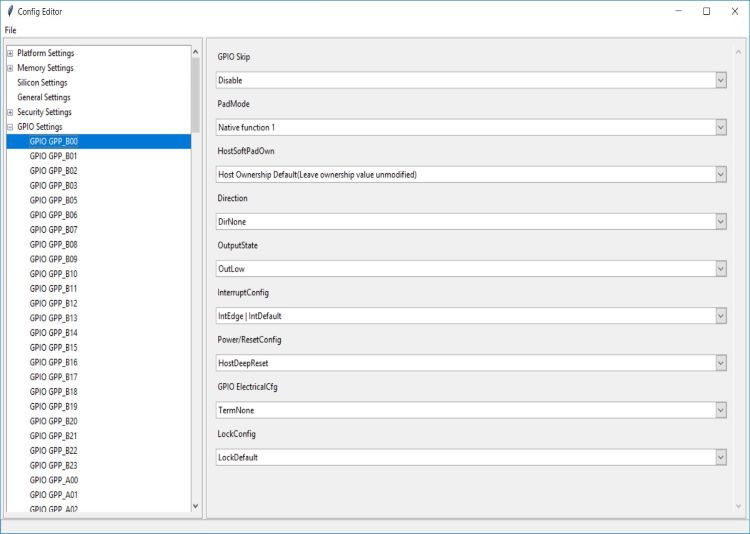 Config Editor
File
Platform Settings
Memory Settings
Silicon Settings
General Settings
Security Settings
GPIO Settings
GPIO GPP_B00
GPIO GPP_B01
GPIO GPP_B02
GPIO GPP_B03
GPIO GPP_B05
GPIO GPP_B06
GPIO GPP_B07
GPIO GPP_B08
GPIO GPP_B09
GPIO GPP_B10
GPIO GPP_B11
GPIO GPP_B12
GPIO GPP_B13
GPIO GPP_B14
GPIO GPP_B15
GPIO GPP_B16
GPIO GPP_B17
GPIO GPP_B18
GPIO GPP_B19
GPIO GPP_B20
GPIO GPP_B21
GPIO GPP_B22
GPIO GPP_B23
GPIO GPP_A00
GPIO GPP_A01
GPIO GPP_A02
GPIO Skip
Disable
PadMode
Native function 1
HostSoftPadOwn
Host Ownership Default(Leave ownership value unmodified)
Direction
DirNone
OutputState
OutLow
InterruptConfig
IntEdge | IntDefault
Power/ResetConfig
HostDeepReset
GPIO ElectricalCfg
TermNone
LockConfig
LockDefault